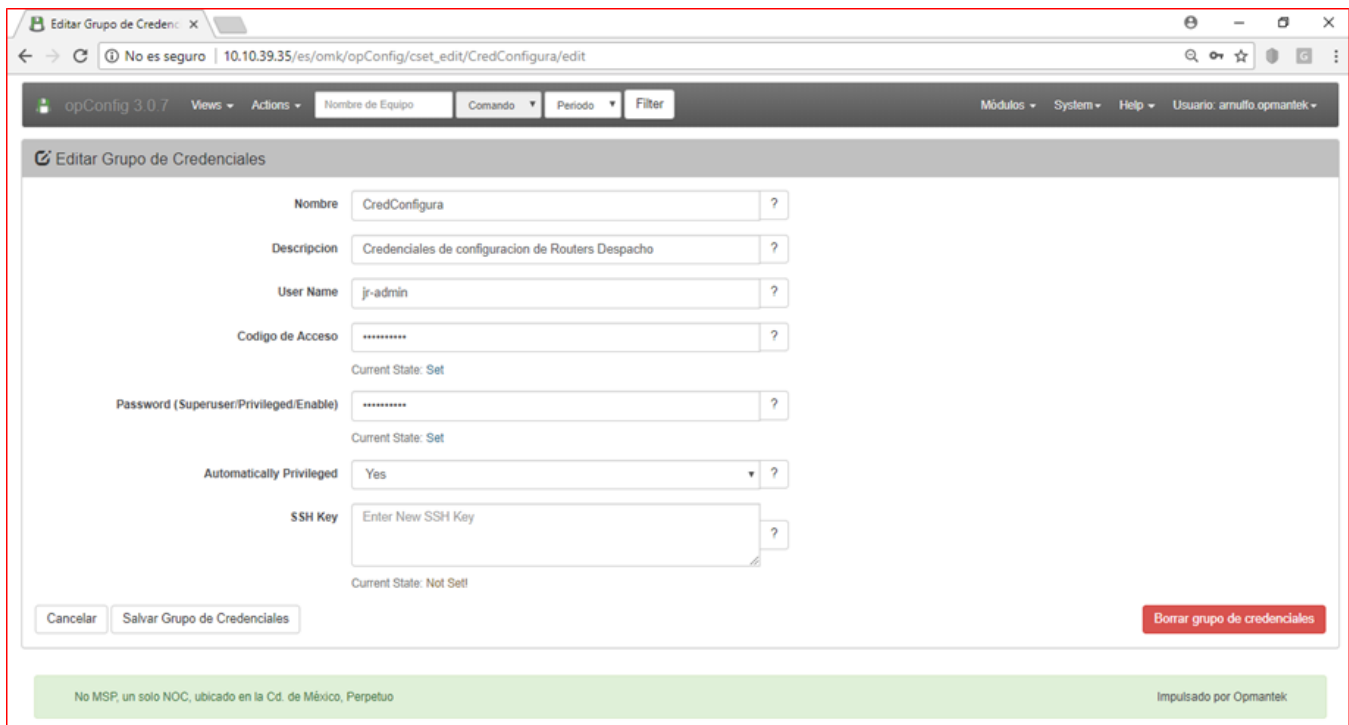 Editar Grupo de Credenc
No es seguro | 10.10.39.35/es/omk/opConfig/cset_edit/CredConfigura/edit
opConfig 3.0.7 Views Actions Nombre de Equipo Comando Periodo Filter Módulos System Help Usuario: arnulfo.opmantek
Editar Grupo de Credenciales
Nombre CredConfigura ?
Descripcion Credenciales de configuracion de Routers Despacho ?
User Name jr-admin ?
Codigo de Acceso •••••••••• ?
Current State: Set
Password (Superuser/Privileged/Enable) •••••••••• ?
Current State: Set
Automatically Privileged Yes ?
SSH Key Enter New SSH Key ?
Current State: Not Set!
Cancelar Salvar Grupo de Credenciales Borrar grupo de credenciales
No MSP, un solo NOC, ubicado en la Cd. de México, Perpetuo Impulsado por Opmantek